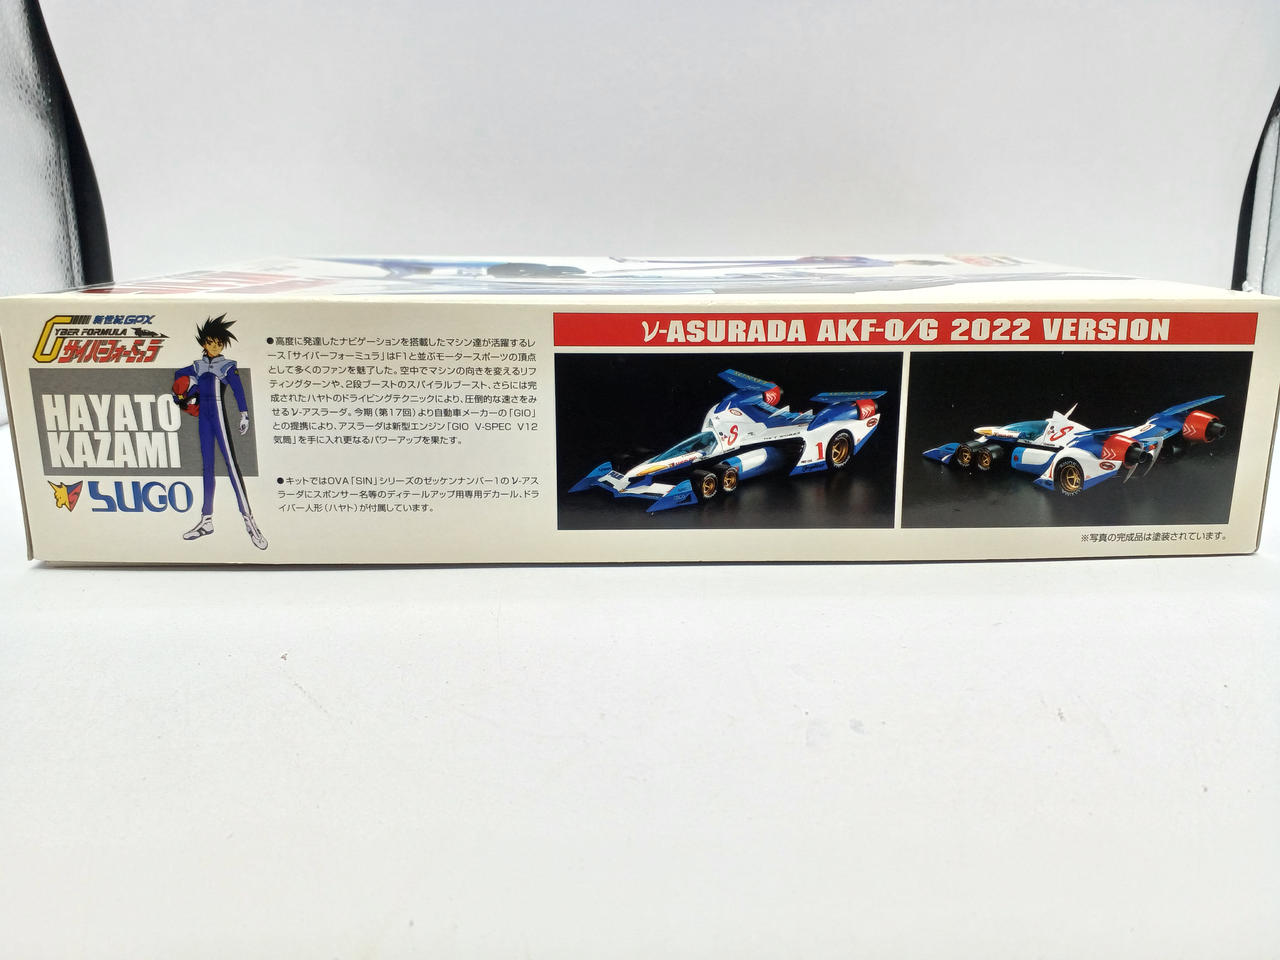 新世紀GPX
CYBER FORMULA
サイバーフォーミュラ
HAYATO
KAZAMI
SUGO
●高度に発達したナビゲーションを搭載したマシン達が活躍するレ
ース「サイバーフォーミュラ」はF1と並ぶモータースポーツの頂点
として多くのファンを魅了した。空中でマシンの向きを変えるリフ
ティングターンや、2段ブーストのスパイラルブースト、さらには完
成されたハヤトのドライビングテクニックにより、圧倒的な速さをみ
せるν-アスラーダ。今期(第17回)より自動車メーカーの「GIO」
との提携により、アスラーダは新型エンジン「GIO V-SPEC V12
気筒」を手に入れ更なるパワーアップを果たす。
●キットではOVA「SIN」シリーズのゼッケンナンバー1のν-アス
ラーダにスポンサー名等のディテールアップ用専用デカール、ドラ
イバー人形(ハヤト)が付属しています。
ν-ASURADA AKF-0/G 2022 VERSION
S
1
※写真の完成品は塗装されています。